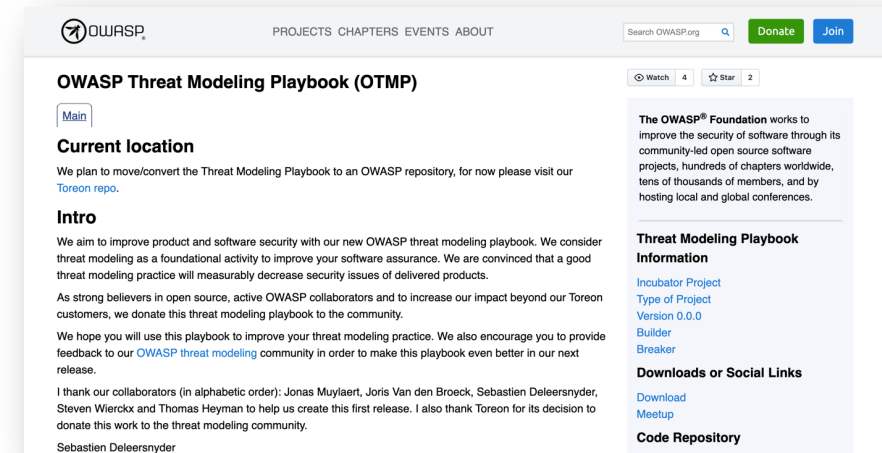 OWASP®
PROJECTS CHAPTERS EVENTS ABOUT
Search OWASP.org
Donate
Join
OWASP Threat Modeling Playbook (OTMP)
Watch 4
Star 2
Main
Current location
We plan to move/convert the Threat Modeling Playbook to an OWASP repository, for now please visit our
Toreon repo.
Intro
We aim to improve product and software security with our new OWASP threat modeling playbook. We consider
threat modeling as a foundational activity to improve your software assurance. We are convinced that a good
threat modeling practice will measurably decrease security issues of delivered products.
As strong believers in open source, active OWASP collaborators and to increase our impact beyond our Toreon
customers, we donate this threat modeling playbook to the community.
We hope you will use this playbook to improve your threat modeling practice. We also encourage you to provide
feedback to our OWASP threat modeling community in order to make this playbook even better in our next
release.
I thank our collaborators (in alphabetic order): Jonas Muylaert, Joris Van den Broeck, Sebastien Deleersnyder,
Steven Wierckx and Thomas Heyman to help us create this first release. I also thank Toreon for its decision to
donate this work to the threat modeling community.
Sebastien Deleersnyder
The OWASP® Foundation works to
improve the security of software through its
community-led open source software
projects, hundreds of chapters worldwide,
tens of thousands of members, and by
hosting local and global conferences.
Threat Modeling Playbook
Information
Incubator Project
Type of Project
Version 0.0.0
Builder
Breaker
Downloads or Social Links
Download
Meetup
Code Repository